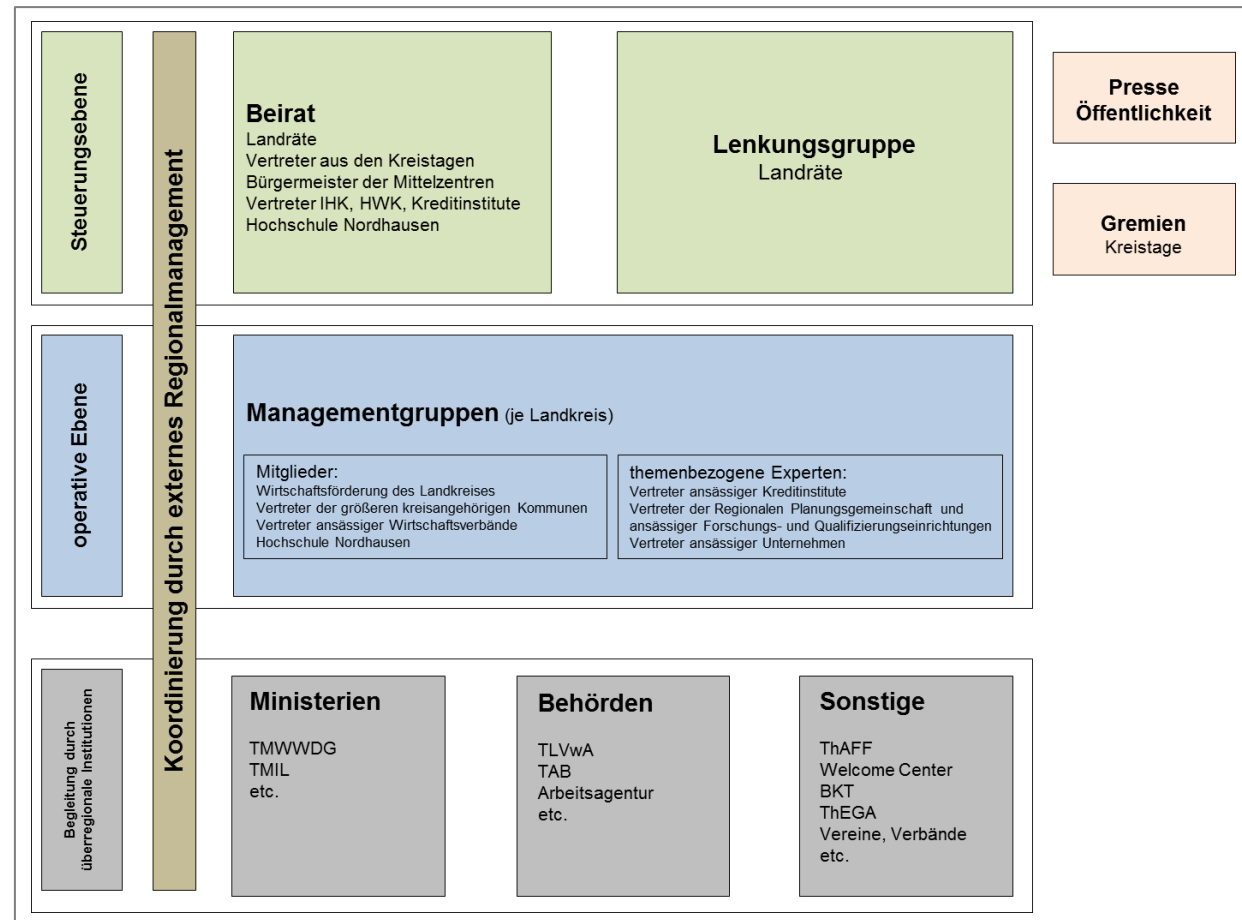 Steuerungsebene
Koordinierung durch externes Regionalmanagement
Beirat
Landräte
Vertreter aus den Kreistagen
Bürgermeister der Mittelzentren
Vertreter IHK, HWK, Kreditinstitute
Hochschule Nordhausen
Lenkungsgruppe
Landräte
Presse
Öffentlichkeit
Gremien
Kreistage
operative Ebene
Managementgruppen (je Landkreis)
Mitglieder:
Wirtschaftsförderung des Landkreises
Vertreter der größeren kreisangehörigen Kommunen
Vertreter ansässiger Wirtschaftsverbände
Hochschule Nordhausen
themenbezogene Experten:
Vertreter ansässiger Kreditinstitute
Vertreter der Regionalen Planungsgemeinschaft und
ansässiger Forschungs- und Qualifizierungseinrichtungen
Vertreter ansässiger Unternehmen
Begleitung durch
überregionale Institutionen
Ministerien
TMWWDG
TMIL
etc.
Behörden
TLVwA
TAB
Arbeitsagentur
etc.
Sonstige
ThAFF
Welcome Center
BKT
ThEGA
Vereine, Verbände
etc.